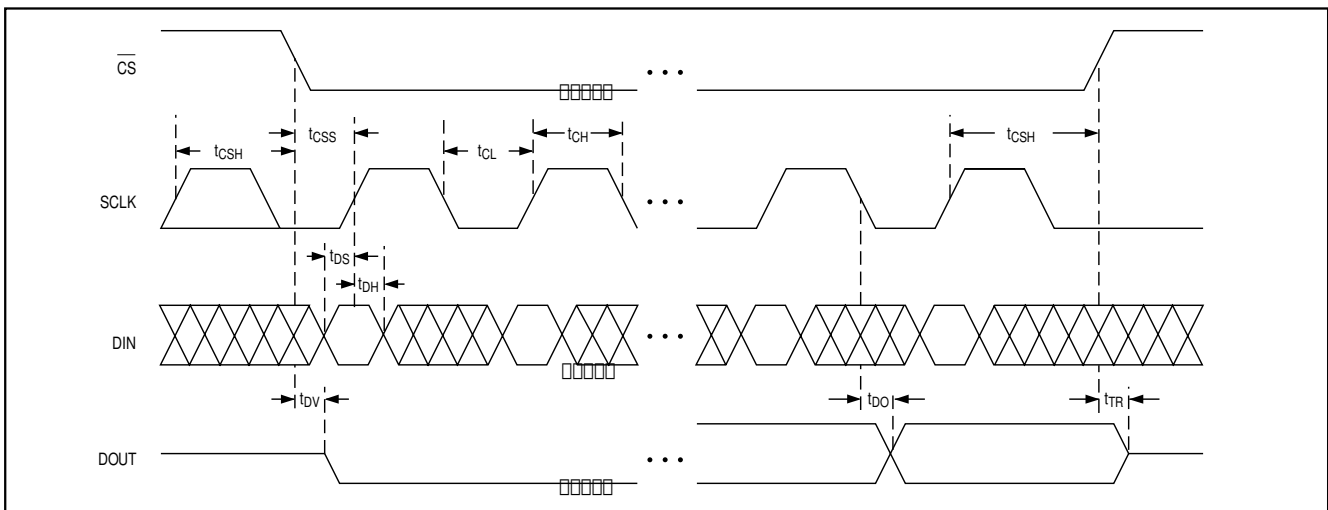 CS
• • •
tCSS
tCH
tCSH
tCL
tCSH
SCLK
• • •
tDS
tDH
DIN
• • •
tDV
tDO
tTR
DOUT
• • •